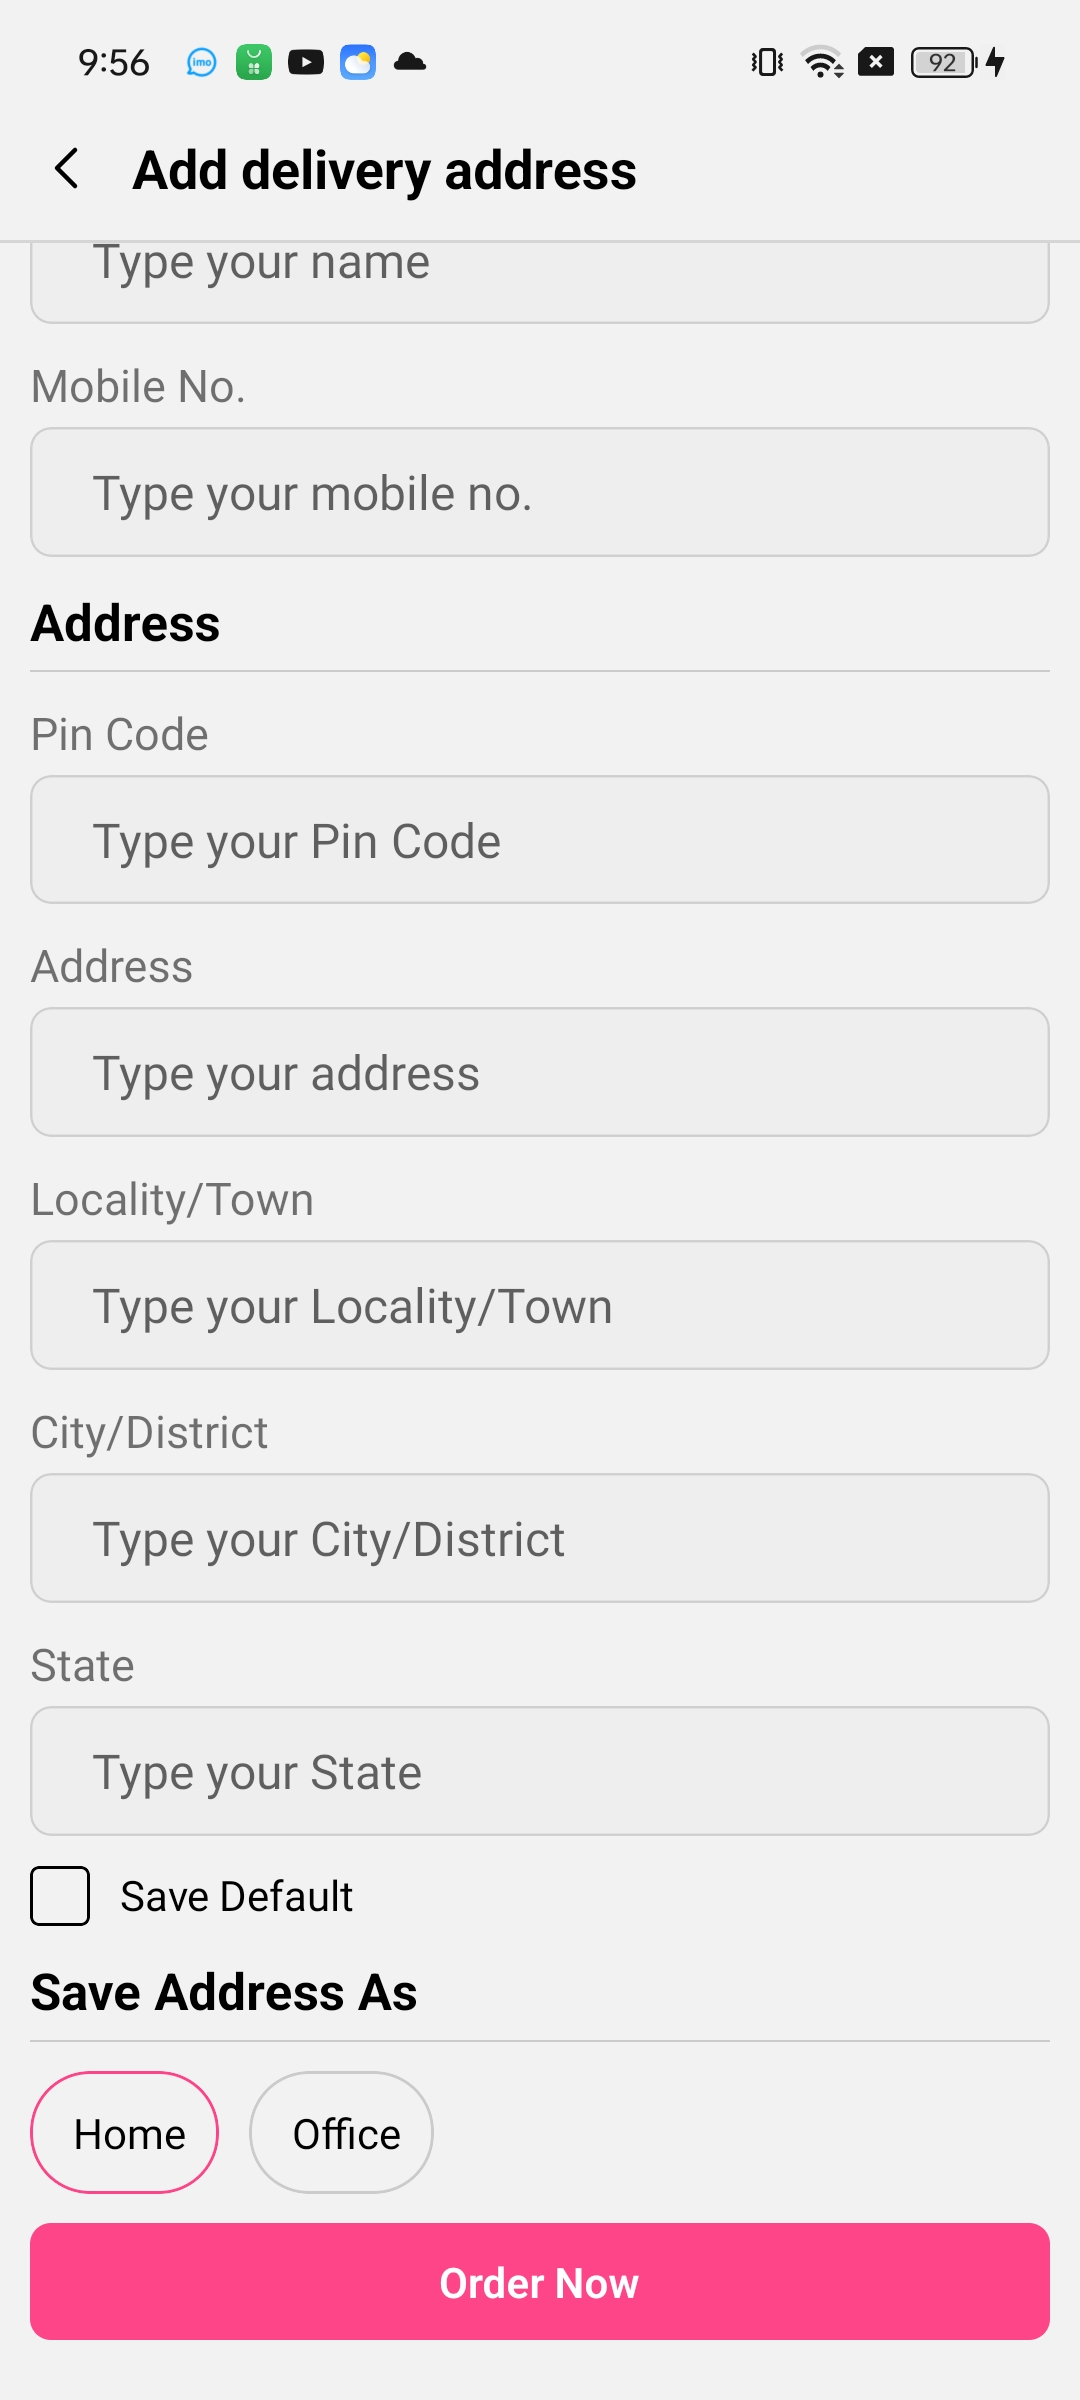 9:56
imo
92
Add delivery address
Type your name
Mobile No.
Type your mobile no.
Address
Pin Code
Type your Pin Code
Address
Type your address
Locality/Town
Type your Locality/Town
City/District
Type your City/District
State
Type your State
Save Default
Save Address As
Home
Office
Order Now